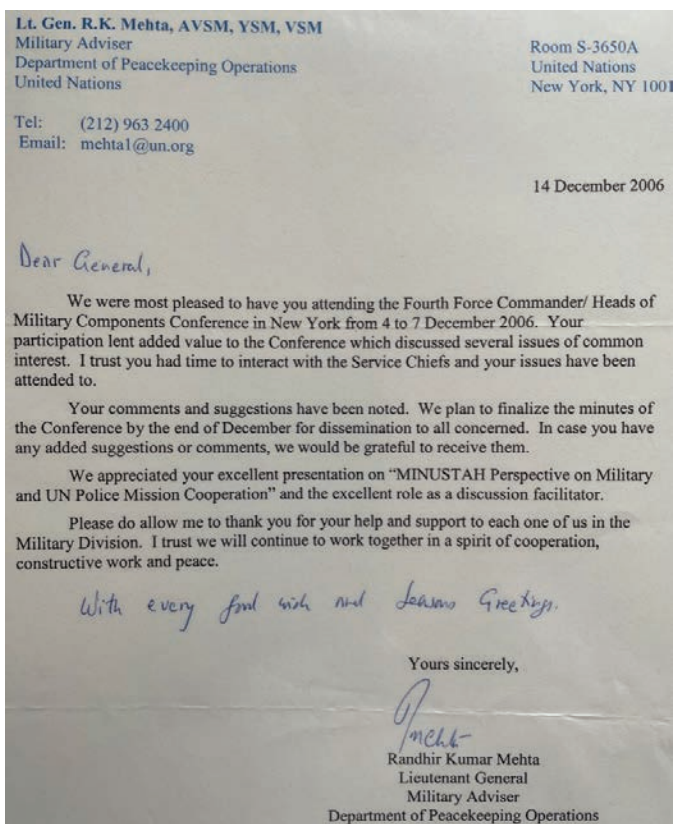 Lt. Gen. R.K. Mehta, AVSM, YSM, VSM
Military Adviser
Department of Peacekeeping Operations
United Nations
Room S-3650A
United Nations
New York, NY 1001
Tel: (212) 963 2400
Email: mehta1@un.org
14 December 2006
Dear General,
We were most pleased to have you attending the Fourth Force Commander/ Heads of
Military Components Conference in New York from 4 to 7 December 2006. Your
participation lent added value to the Conference which discussed several issues of common
interest. I trust you had time to interact with the Service Chiefs and your issues have been
attended to.
Your comments and suggestions have been noted. We plan to finalize the minutes of
the Conference by the end of December for dissemination to all concerned. In case you have
any added suggestions or comments, we would be grateful to receive them.
We appreciated your excellent presentation on “MINUSTAH Perspective on Military
and UN Police Mission Cooperation” and the excellent role as a discussion facilitator.
Please do allow me to thank you for your help and support to each one of us in the
Military Division. I trust we will continue to work together in a spirit of cooperation,
constructive work and peace.
With every fond wish and Seasons Greetings.
Yours sincerely,
Mehta
Randhir Kumar Mehta
Lieutenant General
Military Adviser
Department of Peacekeeping Operations